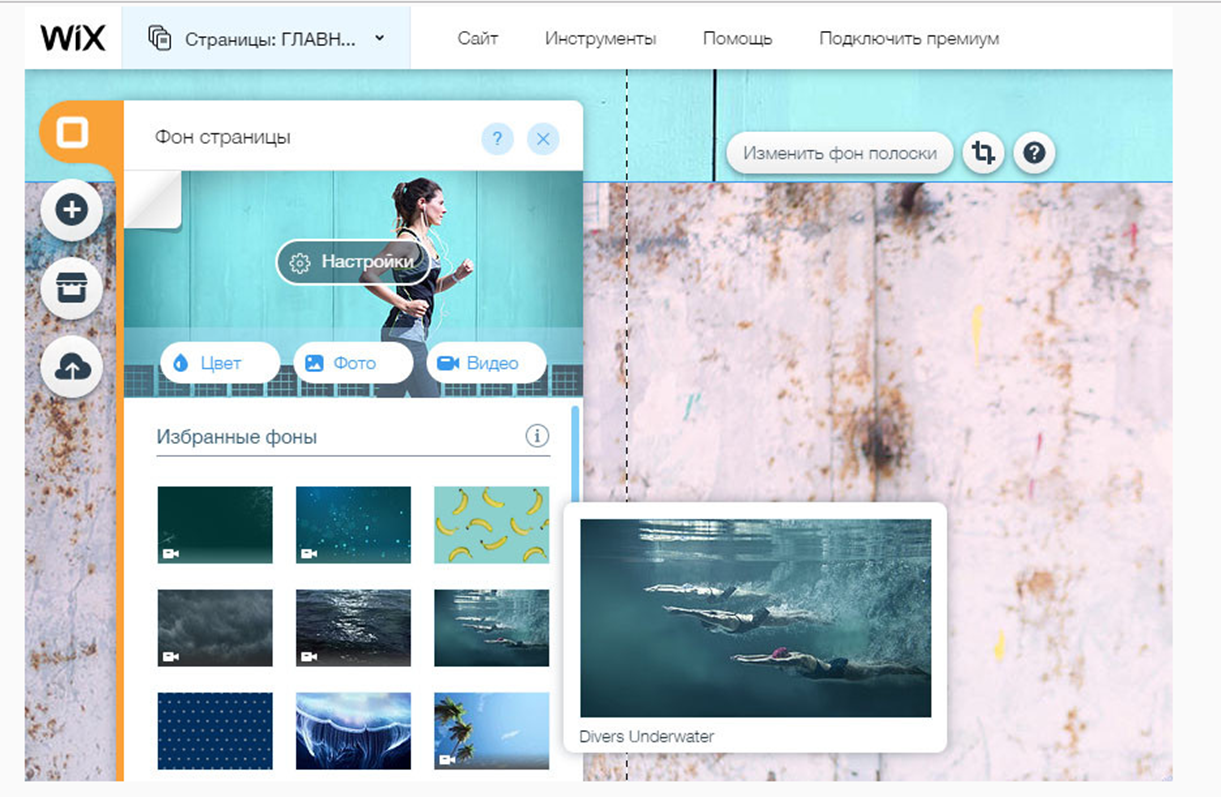 WiX Страницы: ГЛАВН... Сайт Инструменты Помощь Подключить премиум
Фон страницы ?
Изменить фон полоски ?
Настройки
Цвет Фото Видео
Избранные фоны i
Divers Underwater